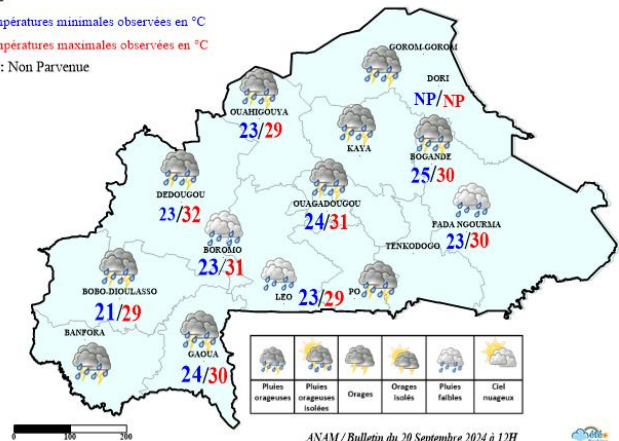 mpératures minimales observées en °C
mpératures maximales observées en °C
: Non Parvenue
GOROM-GOROM
DORI
NP/NP
OUAHIGOUYA
23/29
KAYA
BOGANDE
25/30
DEDOUGOU
23/32
OUAGADOUGOU
24/31
FADA NGOURMA
23/30
BOROMO
23/31
TENKODOGO
BOBO-DIOULASSO
21/29
LEO
23/29
PO
BANFORA
GAOUA
24/30
Pluies orageuses
Pluies orageuses isolées
Orages
Orages isolés
Pluies faibles
Ciel nuageux
0 100 200
ANAM / Bulletin du 20 Septembre 2024 à 12H